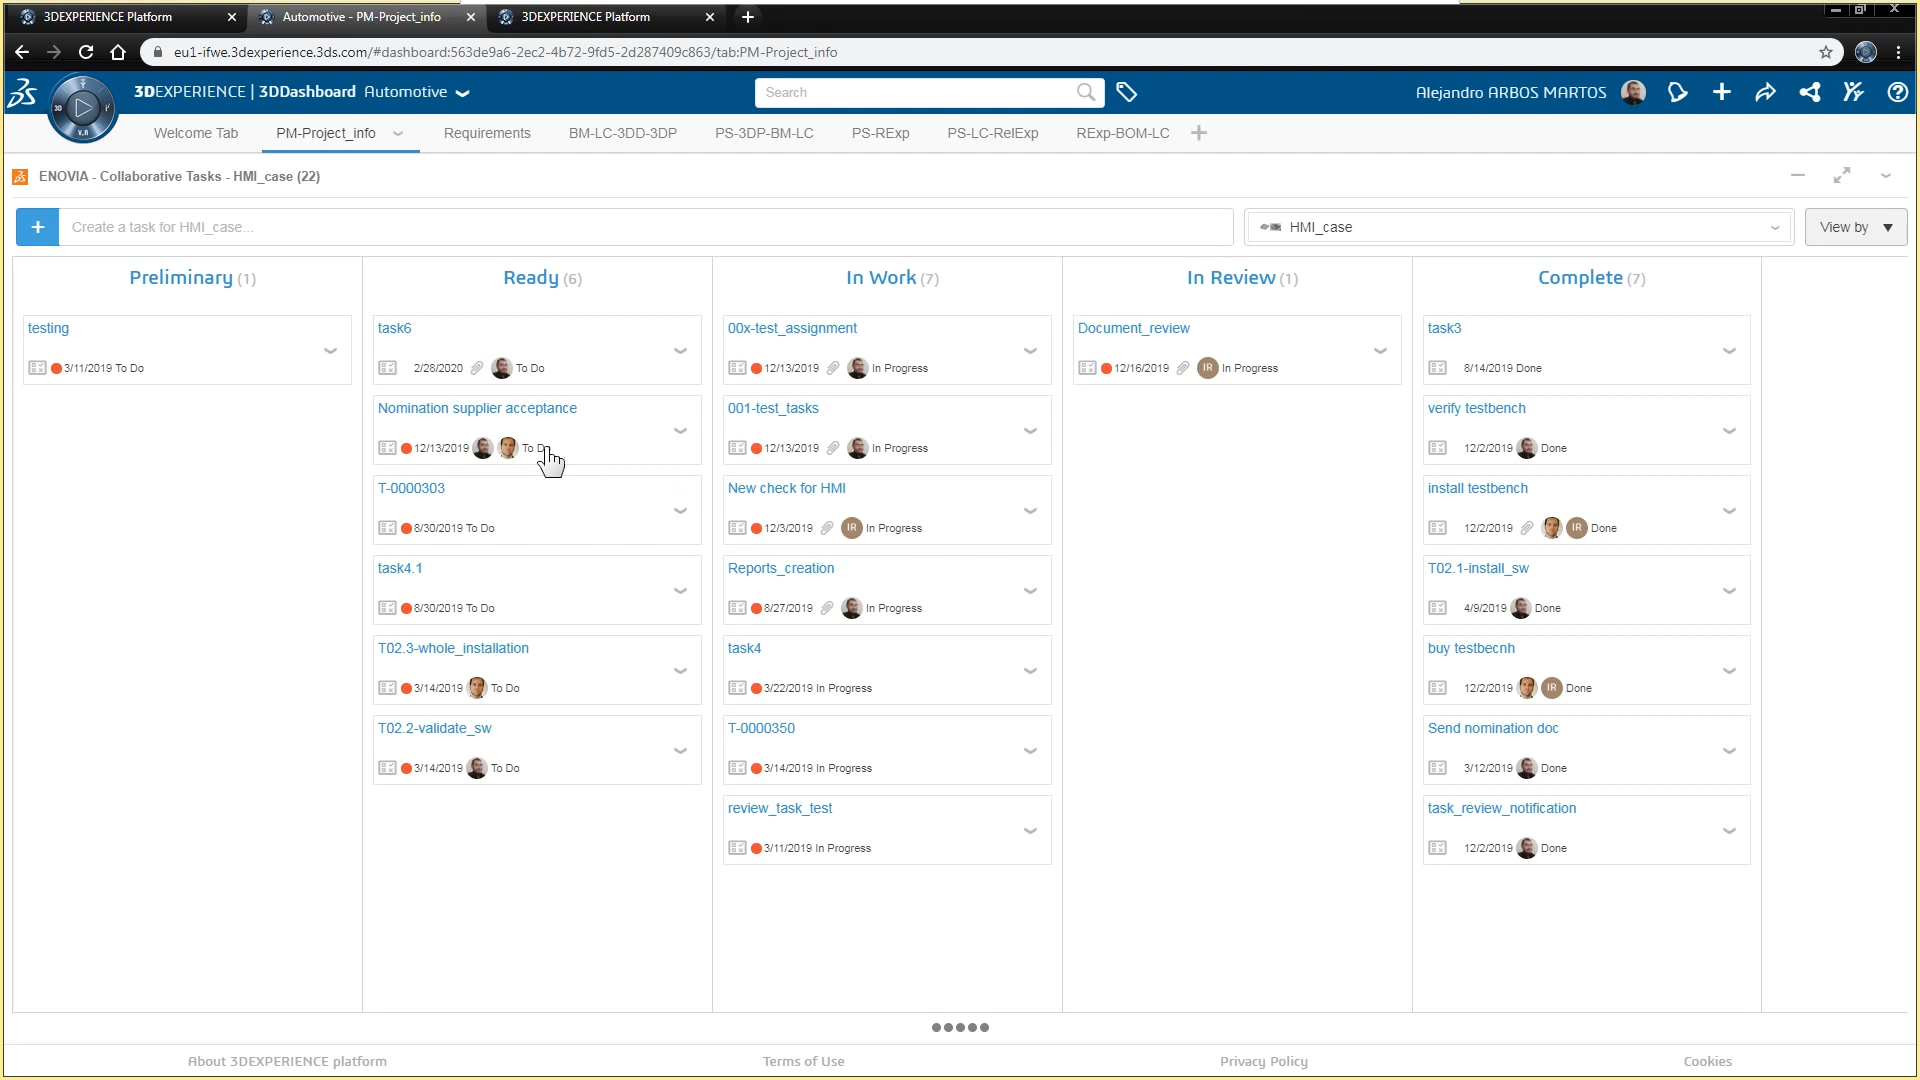 3DEXPERIENCE Platform
Automotive - PM-Project_info
3DEXPERIENCE Platform
eu1-ifwe.3dexperience.3ds.com/#dashboard:563de9a6-2ec2-4b72-9fd5-2d287409c863/tab:PM-Project_info
3DEXPERIENCE | 3DDashboard Automotive
Search
Alejandro ARBOS MARTOS
3D
V.R
Welcome Tab
PM-Project_info
Requirements
BM-LC-3DD-3DP
PS-3DP-BM-LC
PS-RExp
PS-LC-RelExp
RExp-BOM-LC
ENOVIA - Collaborative Tasks - HMI_case (22)
Create a task for HMI_case...
HMI_case
View by
Preliminary (1)
testing
3/11/2019 To Do
Ready (6)
task6
2/28/2020 To Do
Nomination supplier acceptance
12/13/2019 To D
T-0000303
8/30/2019 To Do
task4.1
8/30/2019 To Do
T02.3-whole_installation
3/14/2019 To Do
T02.2-validate_sw
3/14/2019 To Do
In Work (7)
00x-test_assignment
12/13/2019 In Progress
001-test_tasks
12/13/2019 In Progress
New check for HMI
12/3/2019 IR In Progress
Reports_creation
8/27/2019 In Progress
task4
3/22/2019 In Progress
T-0000350
3/14/2019 In Progress
review_task_test
3/11/2019 In Progress
In Review (1)
Document_review
12/16/2019 IR In Progress
Complete (7)
task3
8/14/2019 Done
verify testbench
12/2/2019 Done
install testbench
12/2/2019 IR Done
T02.1-install_sw
4/9/2019 Done
buy testbecnh
12/2/2019 IR Done
Send nomination doc
3/12/2019 Done
task_review_notification
12/2/2019 Done
About 3DEXPERIENCE platform
Terms of Use
Privacy Policy
Cookies